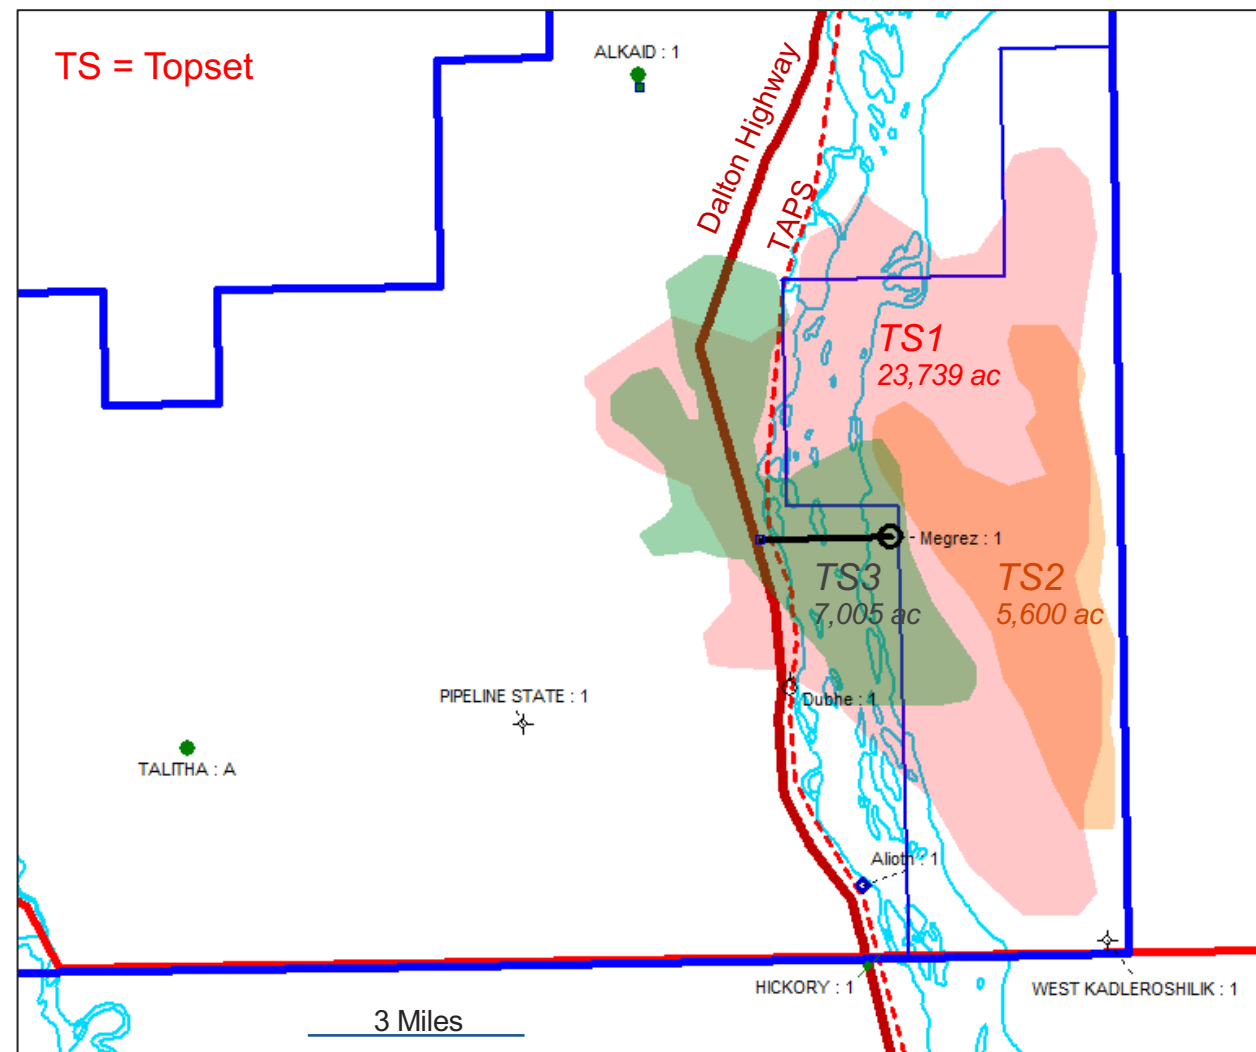 TS = Topset
ALKAID : 1
Dalton Highway
TAPS
TS1
23,739 ac
Megrez : 1
TS3
7,005 ac
TS2
5,600 ac
PIPELINE STATE : 1
Dubhe : 1
TALITHA : A
Alioth : 1
HICKORY : 1
WEST KADLEROSHILIK : 1
3 Miles